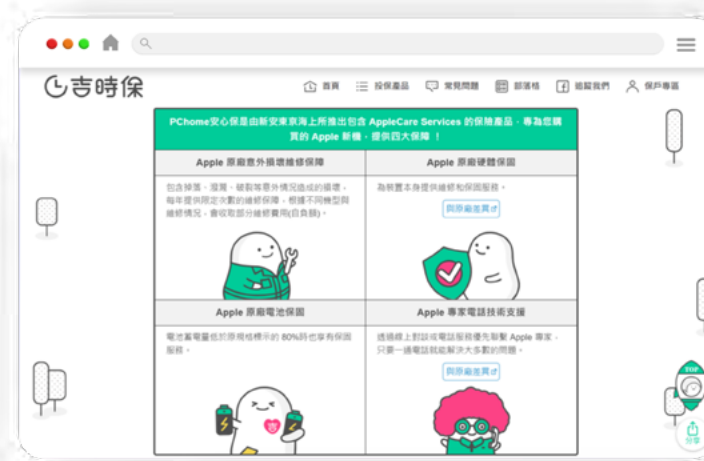 吉時保
首頁 投保產品 常見問題 部落格 追蹤我們 保戶專區
PChome安心保是由新安東京海上所推出包含 AppleCare Services 的保險產品，專為您購
買的 Apple 新機，提供四大保障 ！
Apple 原廠意外損壞維修保障
包含掉落、潑濺、破裂等意外情況造成的損壞，
每年提供限定次數的維修保障，根據不同機型與
維修情況，會收取部分維修費用(自負額)。
Apple 原廠硬體保固
為裝置本身提供維修和保固服務。
與原廠差異
Apple 原廠電池保固
電池蓄電量低於原規格標示的 80%時也享有保固
服務。
吉
Apple 專家電話技術支援
透過線上對談或電話服務優先聯繫 Apple 專家，
只要一通電話就能解決大多數的問題。
與原廠差異
TOP
分享